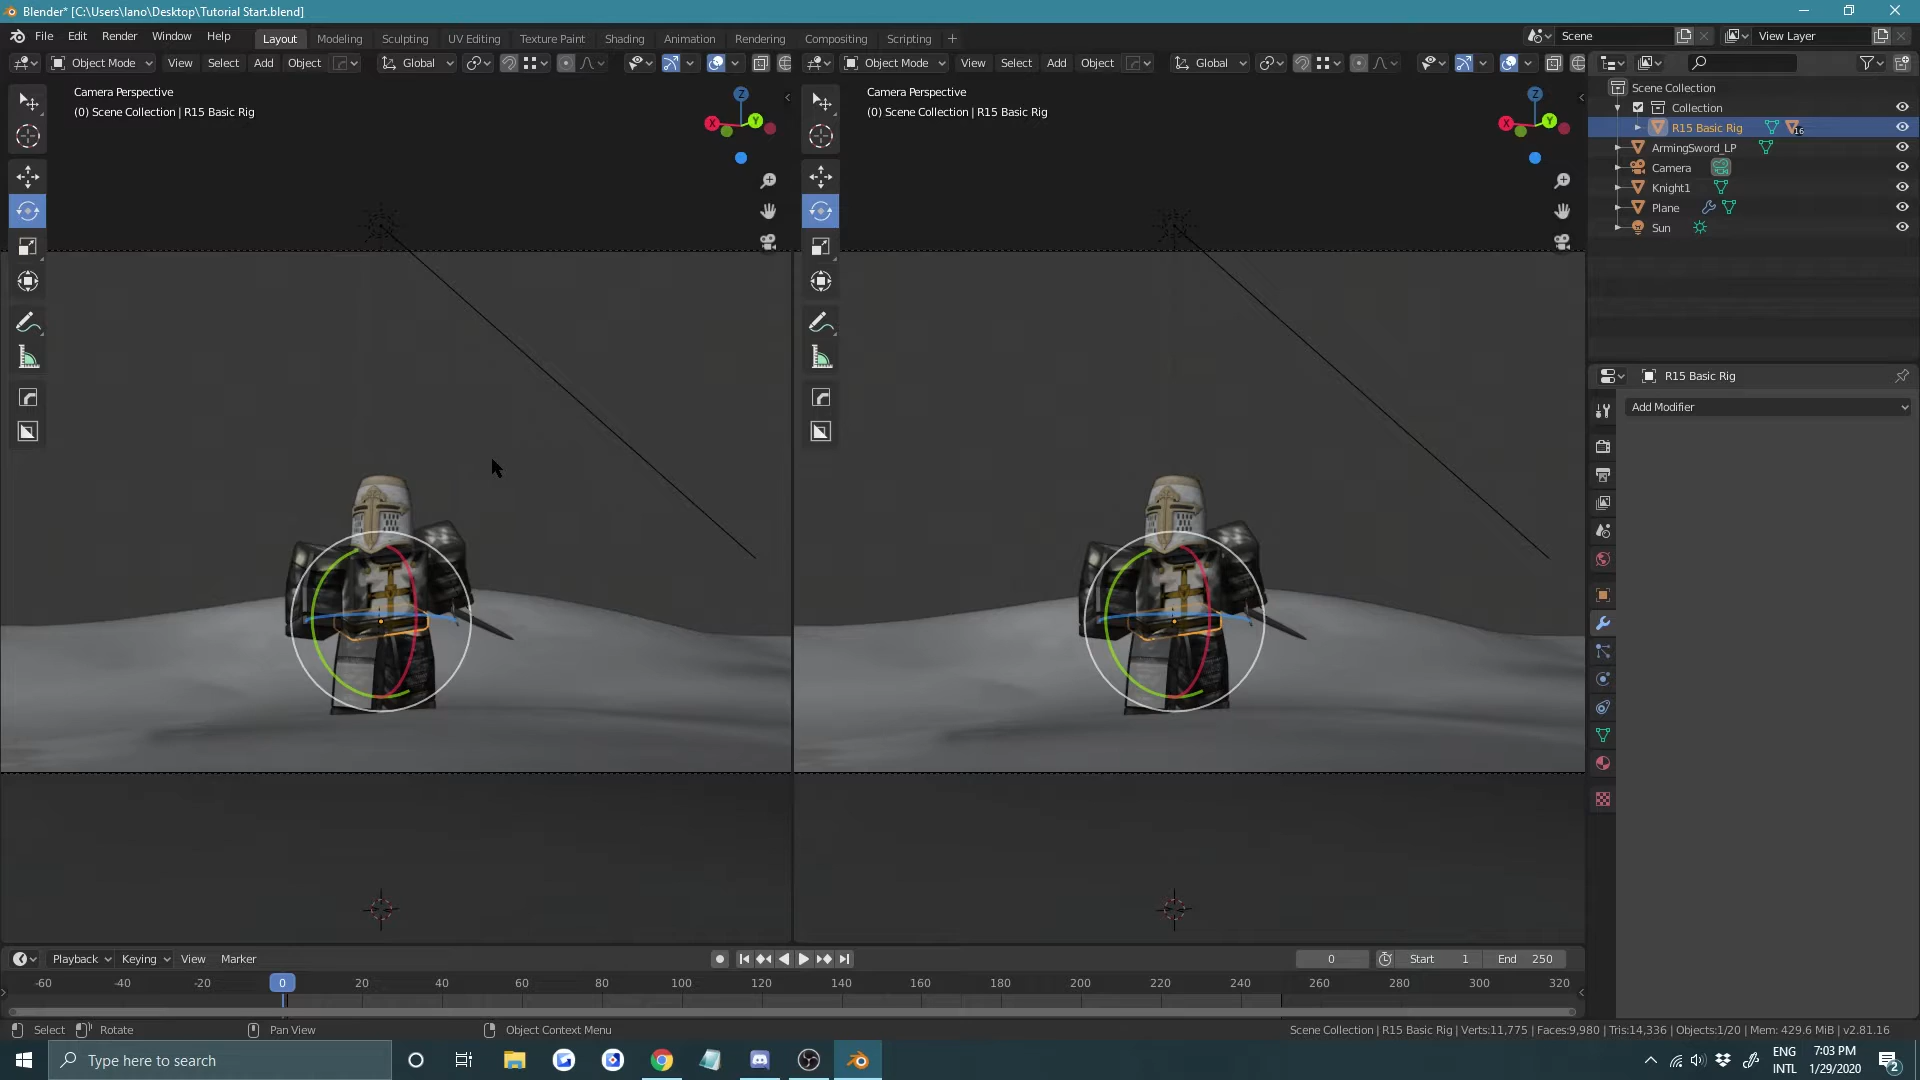 Blender* [C:\Users\Iano\Desktop\Tutorial Start.blend]
File Edit Render Window Help Layout Modeling Sculpting UV Editing Texture Paint Shading Animation Rendering Compositing Scripting + Scene View Layer
Object Mode View Select Add Object Global Object Mode View Select Add Object Global
Camera Perspective
(0) Scene Collection | R15 Basic Rig
Z
X
Y
Camera Perspective
(0) Scene Collection | R15 Basic Rig
Z
X
Y
Scene Collection
Collection
R15 Basic Rig 16
ArmingSword_LP
Camera
Knight1
Plane
Sun
R15 Basic Rig
Add Modifier
Playback Keying View Marker 0 Start 1 End 250
-60 -40 -20 0 20 40 60 80 100 120 140 160 180 200 220 240 260 280 300 320
Select Rotate Pan View Object Context Menu Scene Collection | R15 Basic Rig | Verts:11,775 | Faces:9,980 | Tris:14,336 | Objects:1/20 | Mem: 429.6 MiB | v2.81.16
Type here to search
ENG
INTL
7:03 PM
1/29/2020
2